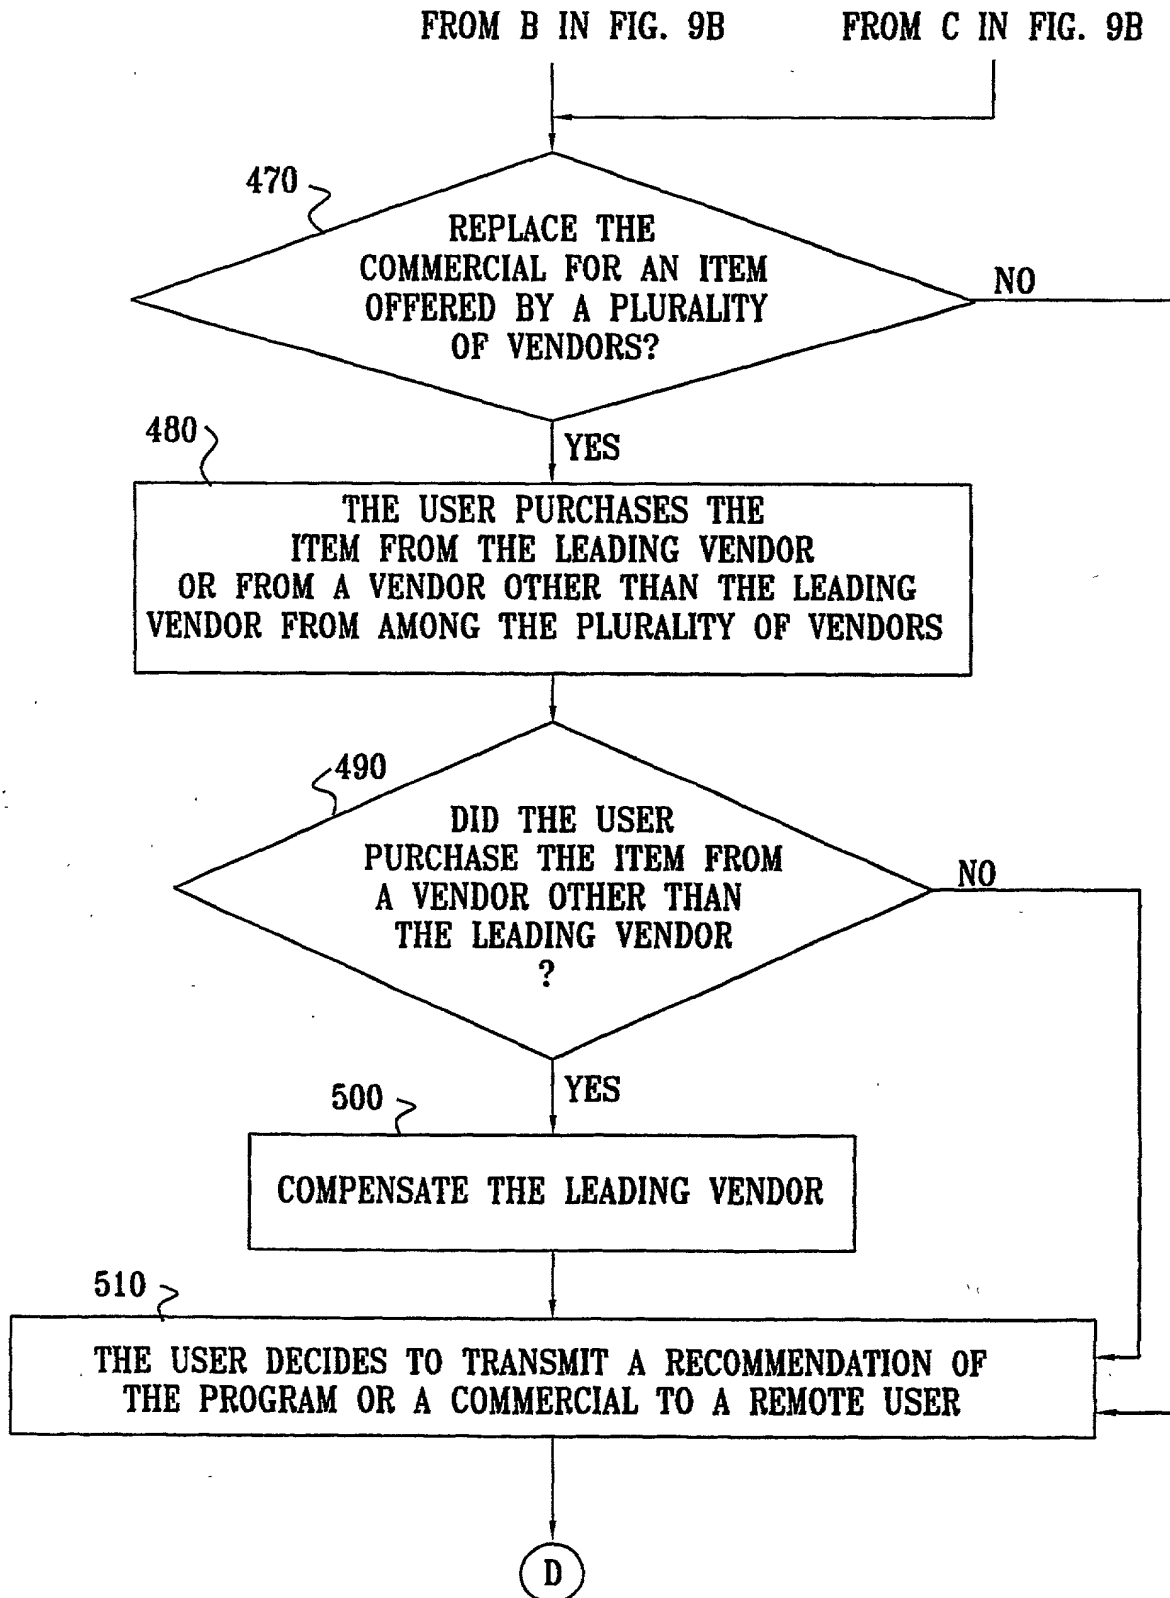 FROM B IN FIG. 9B
FROM C IN FIG. 9B
470
REPLACE THE
COMMERCIAL FOR AN ITEM
OFFERED BY A PLURALITY
OF VENDORS?
NO
YES
480
THE USER PURCHASES THE
ITEM FROM THE LEADING VENDOR
OR FROM A VENDOR OTHER THAN THE LEADING
VENDOR FROM AMONG THE PLURALITY OF VENDORS
490
DID THE USER
PURCHASE THE ITEM FROM
A VENDOR OTHER THAN
THE LEADING VENDOR
?
NO
YES
500
COMPENSATE THE LEADING VENDOR
510
THE USER DECIDES TO TRANSMIT A RECOMMENDATION OF
THE PROGRAM OR A COMMERCIAL TO A REMOTE USER
D